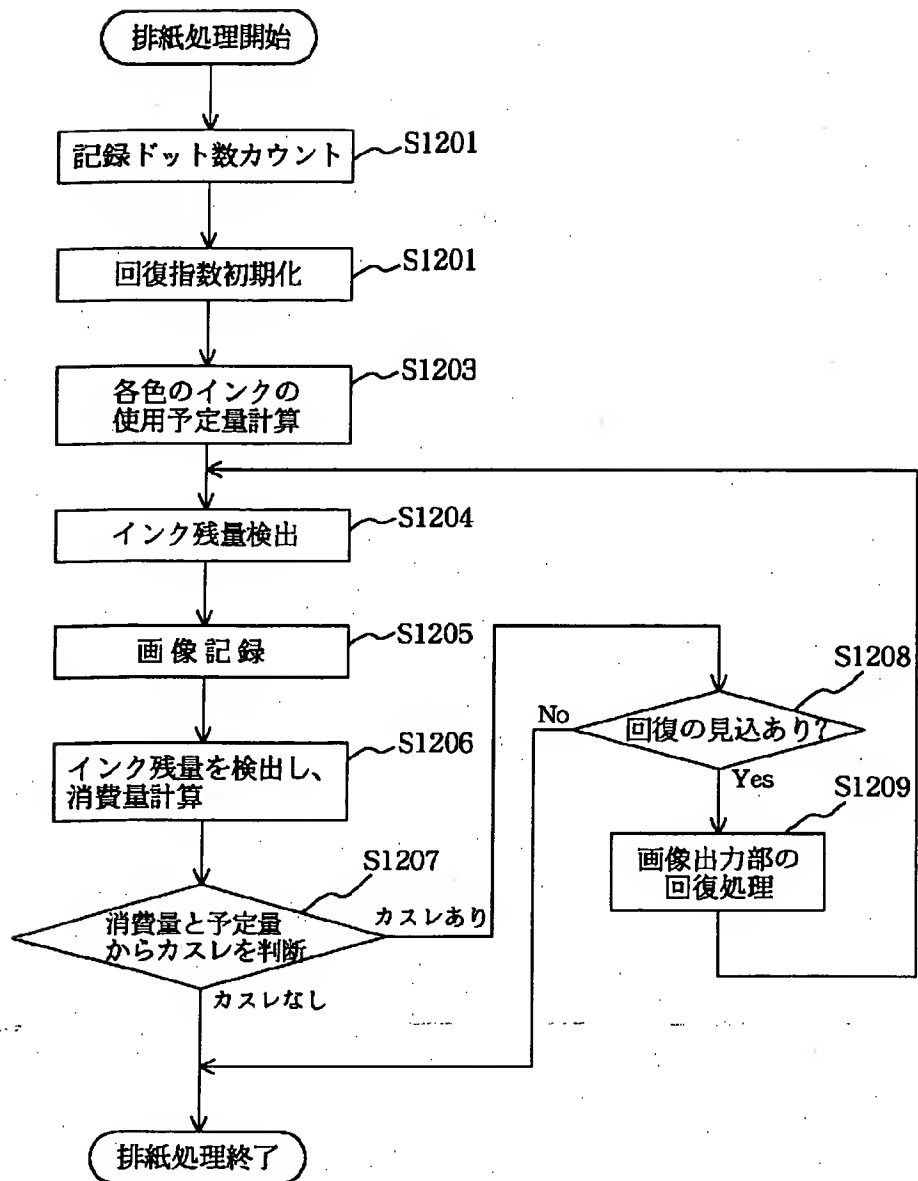 排紙処理開始
記録ドット数カウント
S1201
回復指数初期化
S1201
各色のインクの
使用予定量計算
S1203
インク残量検出
S1204
画像記録
S1205
インク残量を検出し、
消費量計算
S1206
消費量と予定量
からカスレを判断
S1207
カスレあり
カスレなし
回復の見込あり?
S1208
No
Yes
画像出力部の
回復処理
S1209
排紙処理終了